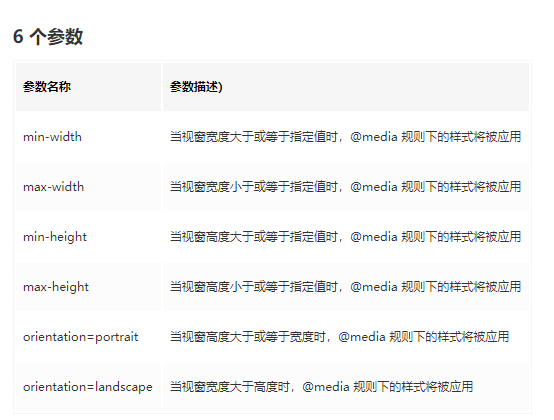 6 个参数
参数名称 参数描述)
min-width 当视窗宽度大于或等于指定值时，@media 规则下的样式将被应用
max-width 当视窗宽度小于或等于指定值时，@media 规则下的样式将被应用
min-height 当视窗高度大于或等于指定值时，@media 规则下的样式将被应用
max-height 当视窗高度小于或等于指定值时，@media 规则下的样式将被应用
orientation=portrait 当视窗高度大于或等于宽度时，@media 规则下的样式将被应用
orientation=landscape 当视窗宽度大于高度时，@media 规则下的样式将被应用